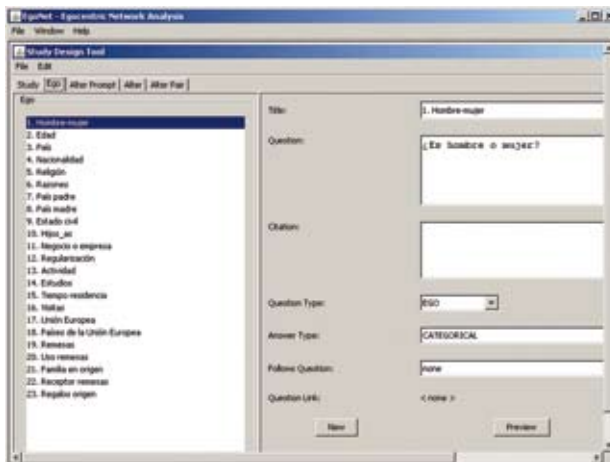 EgoNet - Egocentric Network Analysis
File Window Help
Study Design Tool
File Edit
Study Ego Alter Prompt Alter Alter Pair
Ego
1. Hombre-mujer
2. Edad
3. País
4. Nacionalidad
5. Religión
6. Razones
7. País padre
8. País madre
9. Estado civil
10. Hijos_as
11. Negocio o empresa
12. Regularización
13. Actividad
14. Estudios
15. Tiempo residencia
16. Visitas
17. Unión Europea
18. Países de la Unión Europea
19. Remesas
20. Uso remesas
21. Familia en origen
22. Receptor remesas
23. Regalos origen
Title: 1. Hombre-mujer
Question: ¿Es hombre o mujer?
Citation:
Question Type: EGO
Answer Type: CATEGORICAL
Follows Question: none
Question Link: < none >
New Preview